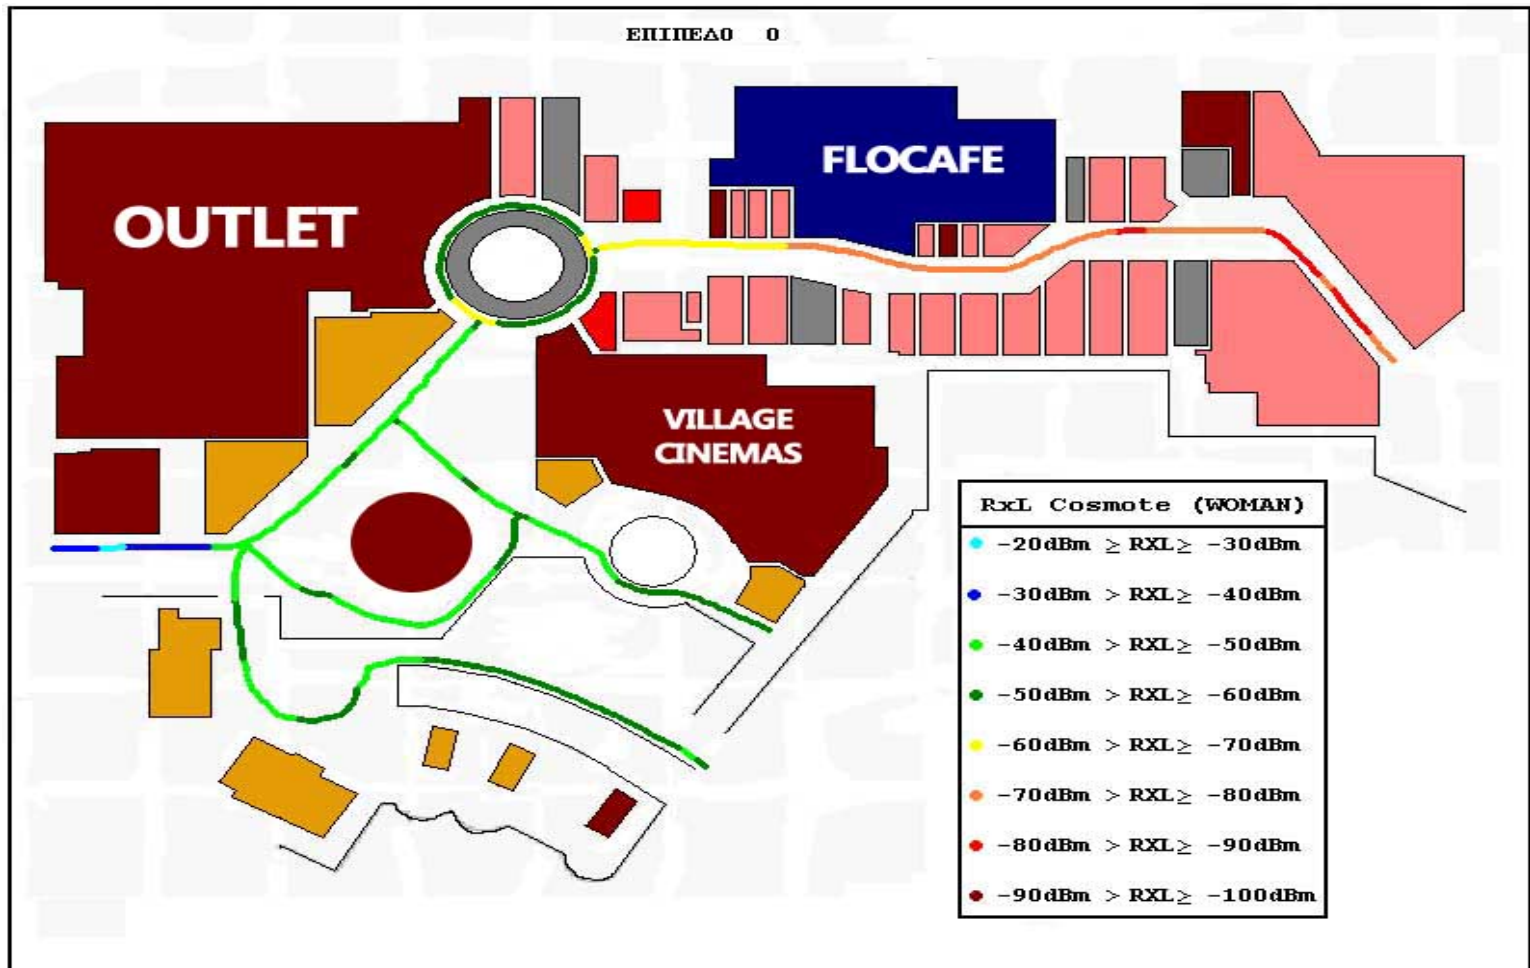 ΕΠΙΠΕΔΟ 0
OUTLET
FLOCAFE
VILLAGE
CINEMAS
RxL Cosmote (WOMAN)
-20dBm ≥ RXL≥ -30dBm
-30dBm > RXL≥ -40dBm
-40dBm > RXL≥ -50dBm
-50dBm > RXL≥ -60dBm
-60dBm > RXL≥ -70dBm
-70dBm > RXL≥ -80dBm
-80dBm > RXL≥ -90dBm
-90dBm > RXL≥ -100dBm